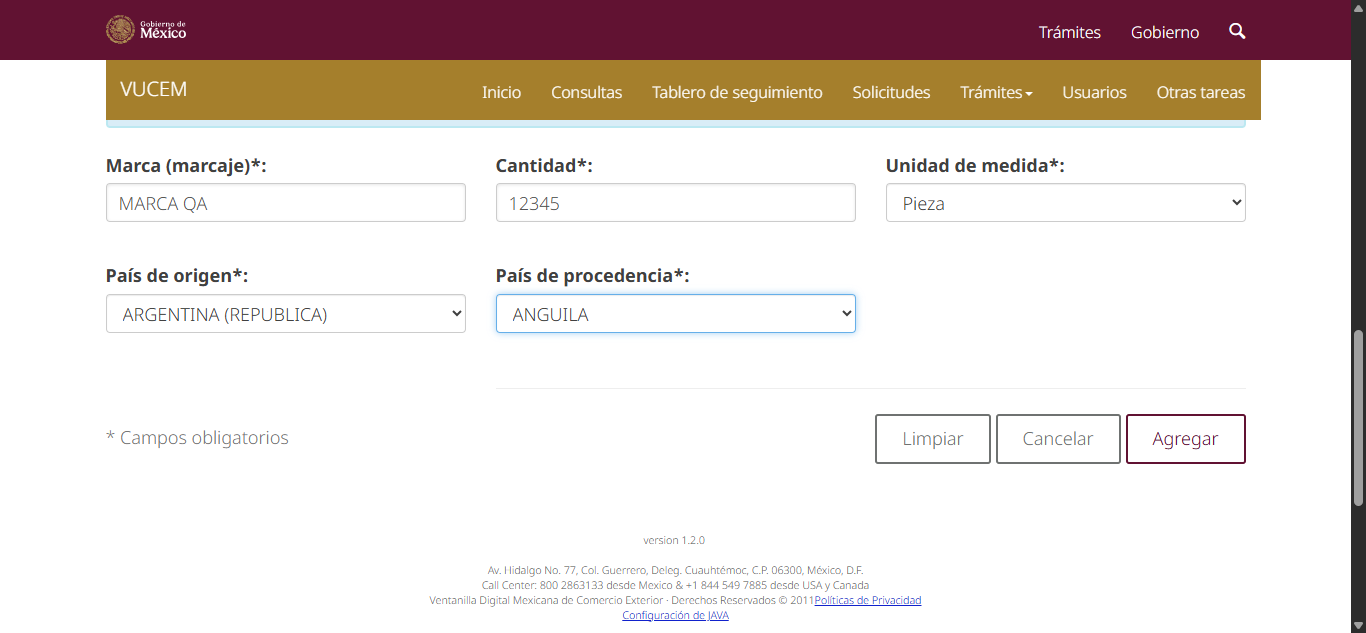 Gobierno de
México
Trámites Gobierno
VUCEM Inicio Consultas Tablero de seguimiento Solicitudes Trámites Usuarios Otras tareas
Marca (marcaje)*: Cantidad*: Unidad de medida*:
MARCA QA 12345 Pieza
País de origen*: País de procedencia*:
ARGENTINA (REPUBLICA) ANGUILA
* Campos obligatorios Limpiar Cancelar Agregar
version 1.2.0
Av. Hidalgo No. 77, Col. Guerrero, Deleg. Cuauhtémoc, C.P. 06300, México, D.F.
Call Center: 800 2863133 desde Mexico & +1 844 549 7885 desde USA y Canada
Ventanilla Digital Mexicana de Comercio Exterior · Derechos Reservados © 2011Políticas de Privacidad
Configuración de JAVA